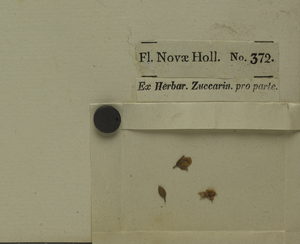 Fl. Novæ Holl. No. 372.
Ex Herbar. Zuccarin. pro parte.